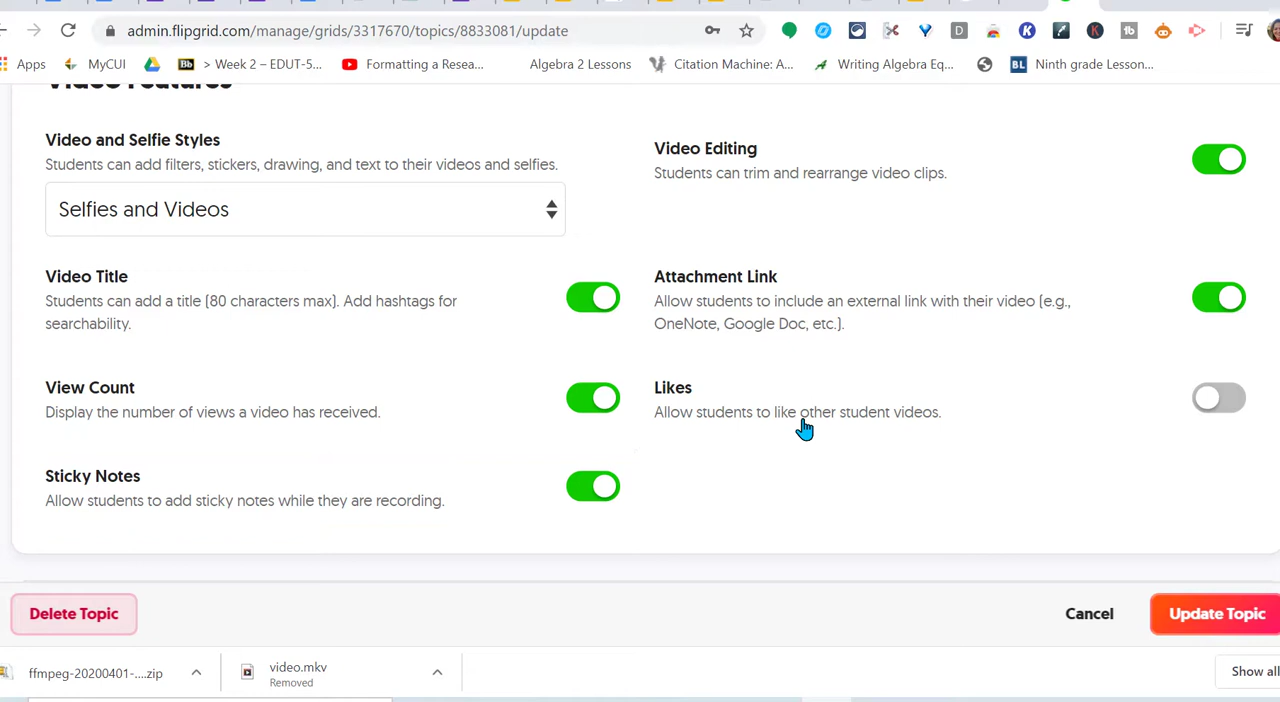 admin.flipgrid.com/manage/grids/3317670/topics/8833081/update
Apps MyCUI Bb > Week 2 – EDUT-5... Formatting a Resea... Algebra 2 Lessons Citation Machine: A... Writing Algebra Eq... BL Ninth grade Lesson...
Video Features
Video and Selfie Styles
Students can add filters, stickers, drawing, and text to their videos and selfies.
Selfies and Videos
Video Editing
Students can trim and rearrange video clips.
Video Title
Students can add a title (80 characters max). Add hashtags for
searchability.
Attachment Link
Allow students to include an external link with their video (e.g.,
OneNote, Google Doc, etc.).
View Count
Display the number of views a video has received.
Likes
Allow students to like other student videos.
Sticky Notes
Allow students to add sticky notes while they are recording.
Delete Topic Cancel Update Topic
ffmpeg-20200401-....zip
video.mkv
Removed
Show all